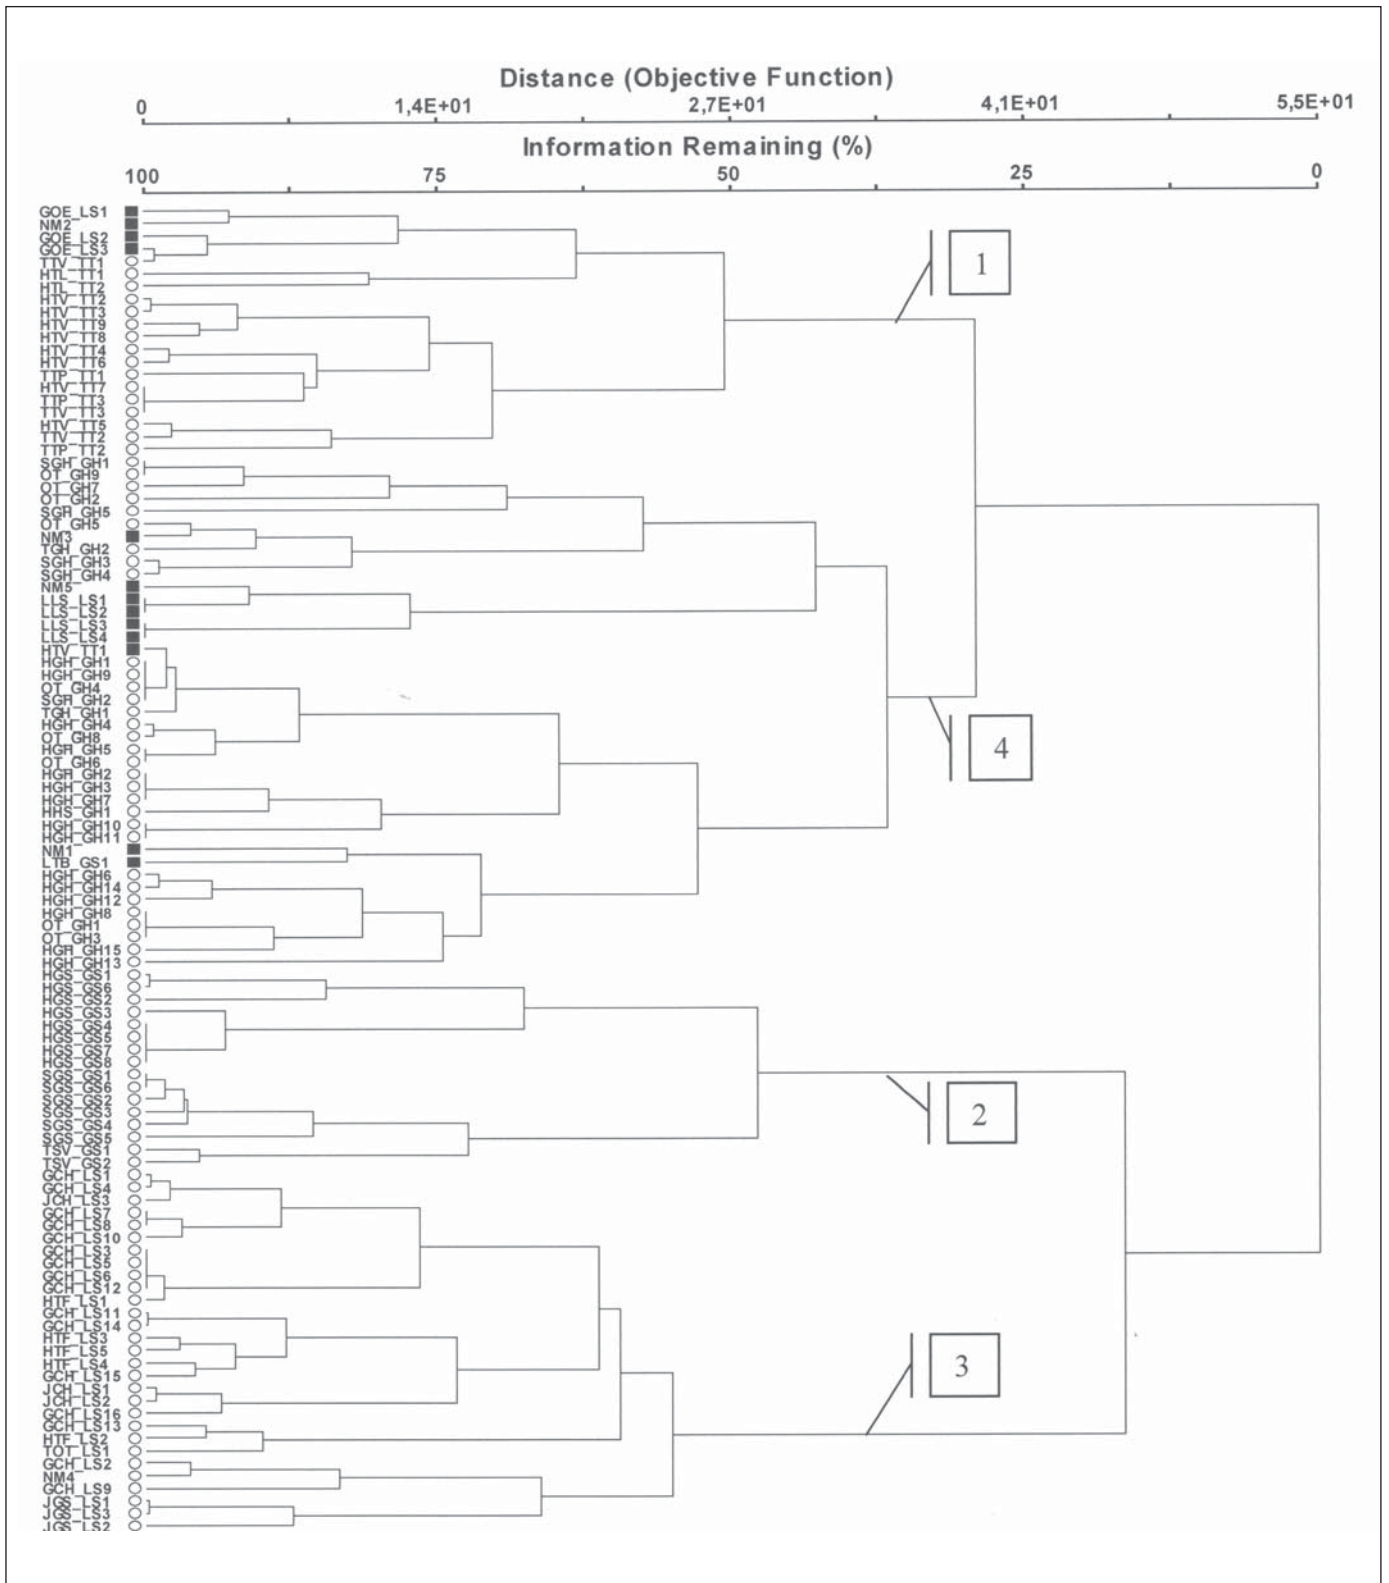 Distance (Objective Function)
0 1,4E+01 2,7E+01 4,1E+01 5,5E+01
Information Remaining (%)
100 75 50 25 0
GOE_LS1
NM2
GOE_LS2
GOE_LS3
TTV_TT1
HTL_TT1
HTL_TT2
HTV_TT2
HTV_TT3
HTV_TT9
HTV_TT8
HTV_TT4
HTV_TT6
TTP_TT1
HTV_TT7
TTP_TT3
TTV_TT3
HTV_TT5
TTV_TT2
TTP_TT2
SGH_GH1
OT_GH9
OT_GH7
OT_GH2
SGH_GH5
OT_GH5
NM3
TGH_GH2
SGH_GH3
SGH_GH4
NM5
LLS_LS1
LLS_LS2
LLS_LS3
LLS_LS4
HTV_TT1
HGH_GH1
HGH_GH9
OT_GH4
SGH_GH2
TGH_GH1
HGH_GH4
OT_GH8
HGH_GH5
OT_GH6
HGH_GH2
HGH_GH3
HGH_GH7
HHS_GH1
HGH_GH10
HGH_GH11
NM1
LTB_GS1
HGH_GH6
HGH_GH14
HGH_GH12
HGH_GH8
OT_GH1
OT_GH3
HGH_GH15
HGH_GH13
HGS_GS1
HGS_GS6
HGS_GS2
HGS_GS3
HGS_GS4
HGS_GS5
HGS_GS7
HGS_GS8
SGS_GS1
SGS_GS6
SGS_GS2
SGS_GS3
SGS_GS4
SGS_GS5
TSV_GS1
TSV_GS2
GCH_LS1
GCH_LS4
JCH_LS3
GCH_LS7
GCH_LS8
GCH_LS10
GCH_LS3
GCH_LS5
GCH_LS6
GCH_LS12
HTF_LS1
GCH_LS11
GCH_LS14
HTF_LS3
HTF_LS5
HTF_LS4
GCH_LS15
JCH_LS1
JCH_LS2
GCH_LS16
GCH_LS13
HTF_LS2
TOT_LS1
GCH_LS2
NM4
GCH_LS9
JGS_LS1
JGS_LS3
JGS_LS2
1
4
2
3